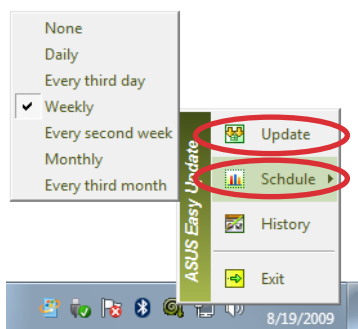 None
Daily
Every third day
Weekly
Every second week
Monthly
Every third month
ASUS Easy Update
Update
Schdule
History
Exit
8/19/2009